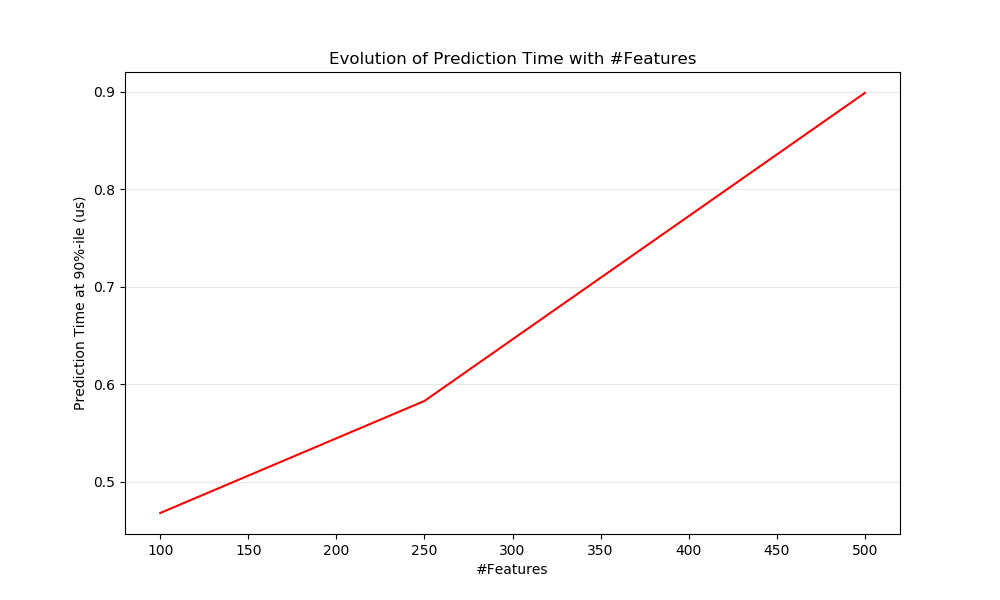 Evolution of Prediction Time with #Features
Prediction Time at 90%-ile (us)
0.9
0.8
0.7
0.6
0.5
100 150 200 250 300 350 400 450 500
#Features